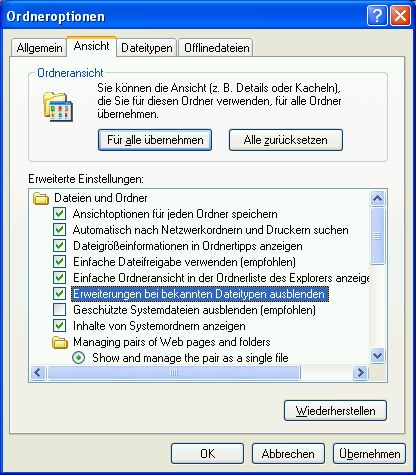 Ordneroptionen
Allgemein Ansicht Dateitypen Offlinedateien
Ordneransicht
Sie können die Ansicht (z. B. Details oder Kacheln),
die Sie für diesen Ordner verwenden, für alle Ordner
übernehmen.
Für alle übernehmen Alle zurücksetzen
Erweiterte Einstellungen:
Dateien und Ordner
Ansichtoptionen für jeden Ordner speichern
Automatisch nach Netzwerkordnern und Druckern suchen
Dateigrößeinformationen in Ordnertipps anzeigen
Einfache Dateifreigabe verwenden (empfohlen)
Einfache Ordneransicht in der Ordnerliste des Explorers anzeige
Erweiterungen bei bekannten Dateitypen ausblenden
Geschützte Systemdateien ausblenden (empfohlen)
Inhalte von Systemordnern anzeigen
Managing pairs of Web pages and folders
Show and manage the pair as a single file
Wiederherstellen
OK Abbrechen Übernehmen